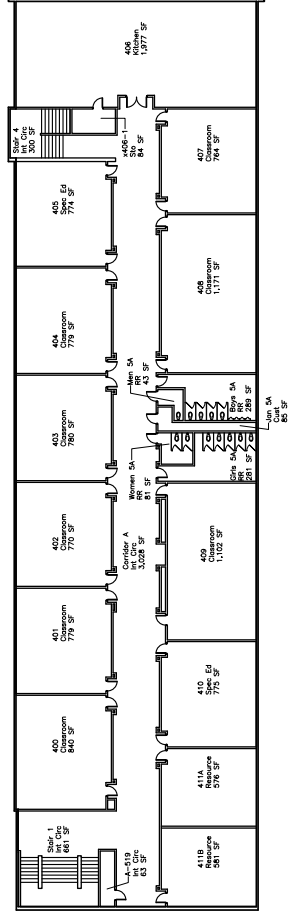 406
Kitchen
1,977 SF
Stair 4
Int Circ
300 SF
x406-1
Sto
84 SF
407
Classroom
764 SF
405
Spec Ed
774 SF
408
Classroom
1,171 SF
404
Classroom
779 SF
Men 5A
RR
43 SF
Boys 5A
RR
289 SF
Jan 5A
Cust
85 SF
403
Classroom
780 SF
Women 5A
RR
81 SF
Girls 5A
RR
281 SF
402
Classroom
770 SF
Corridor A
Int Circ
3,028 SF
409
Classroom
1,102 SF
401
Classroom
779 SF
410
Spec Ed
775 SF
400
Classroom
840 SF
411A
Resource
576 SF
Stair 1
Int Circ
661 SF
A-519
Int Circ
63 SF
411B
Resource
581 SF